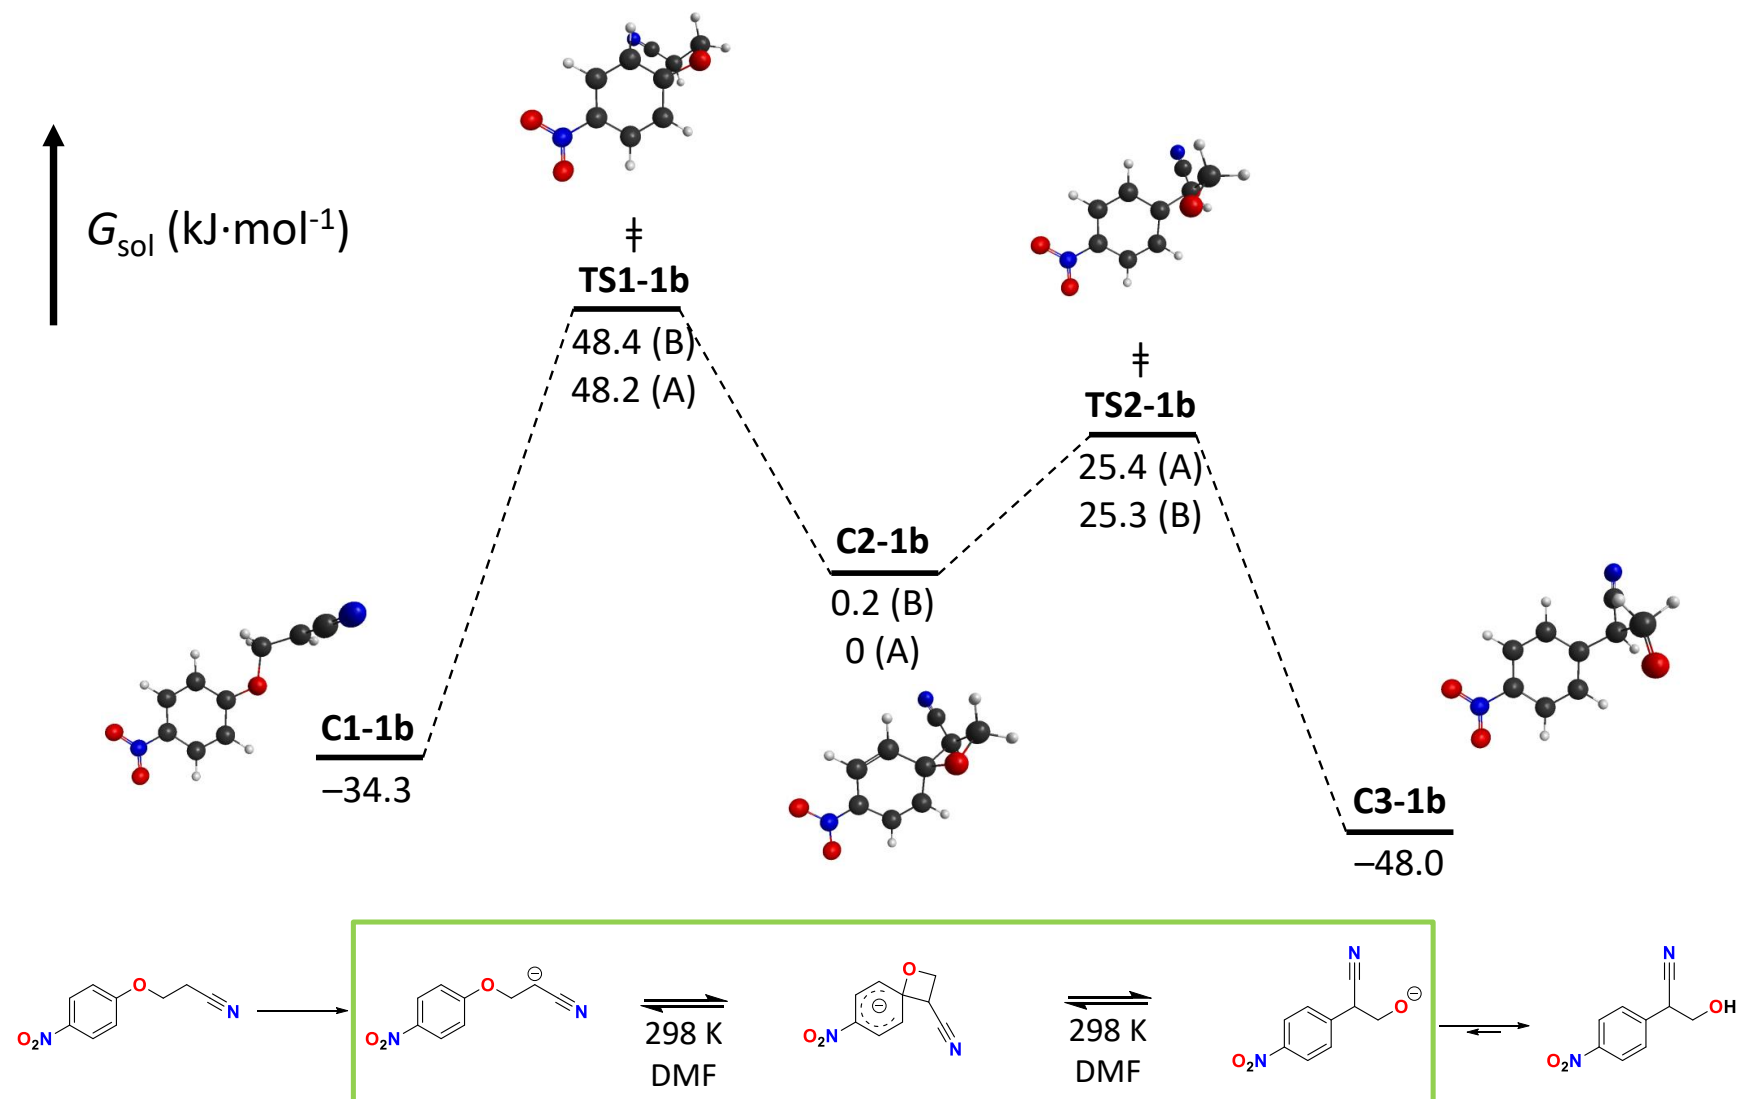 G_sol (kJ·mol⁻¹)
‡
TS1-1b
48.4 (B)
48.2 (A)
‡
TS2-1b
25.4 (A)
25.3 (B)
C2-1b
0.2 (B)
0 (A)
C1-1b
–34.3
C3-1b
–48.0
O
N
O₂N
⊖
O
N
O₂N
298 K
DMF
O
⊖
O₂N
N
298 K
DMF
N
O⊖
O₂N
N
OH
O₂N